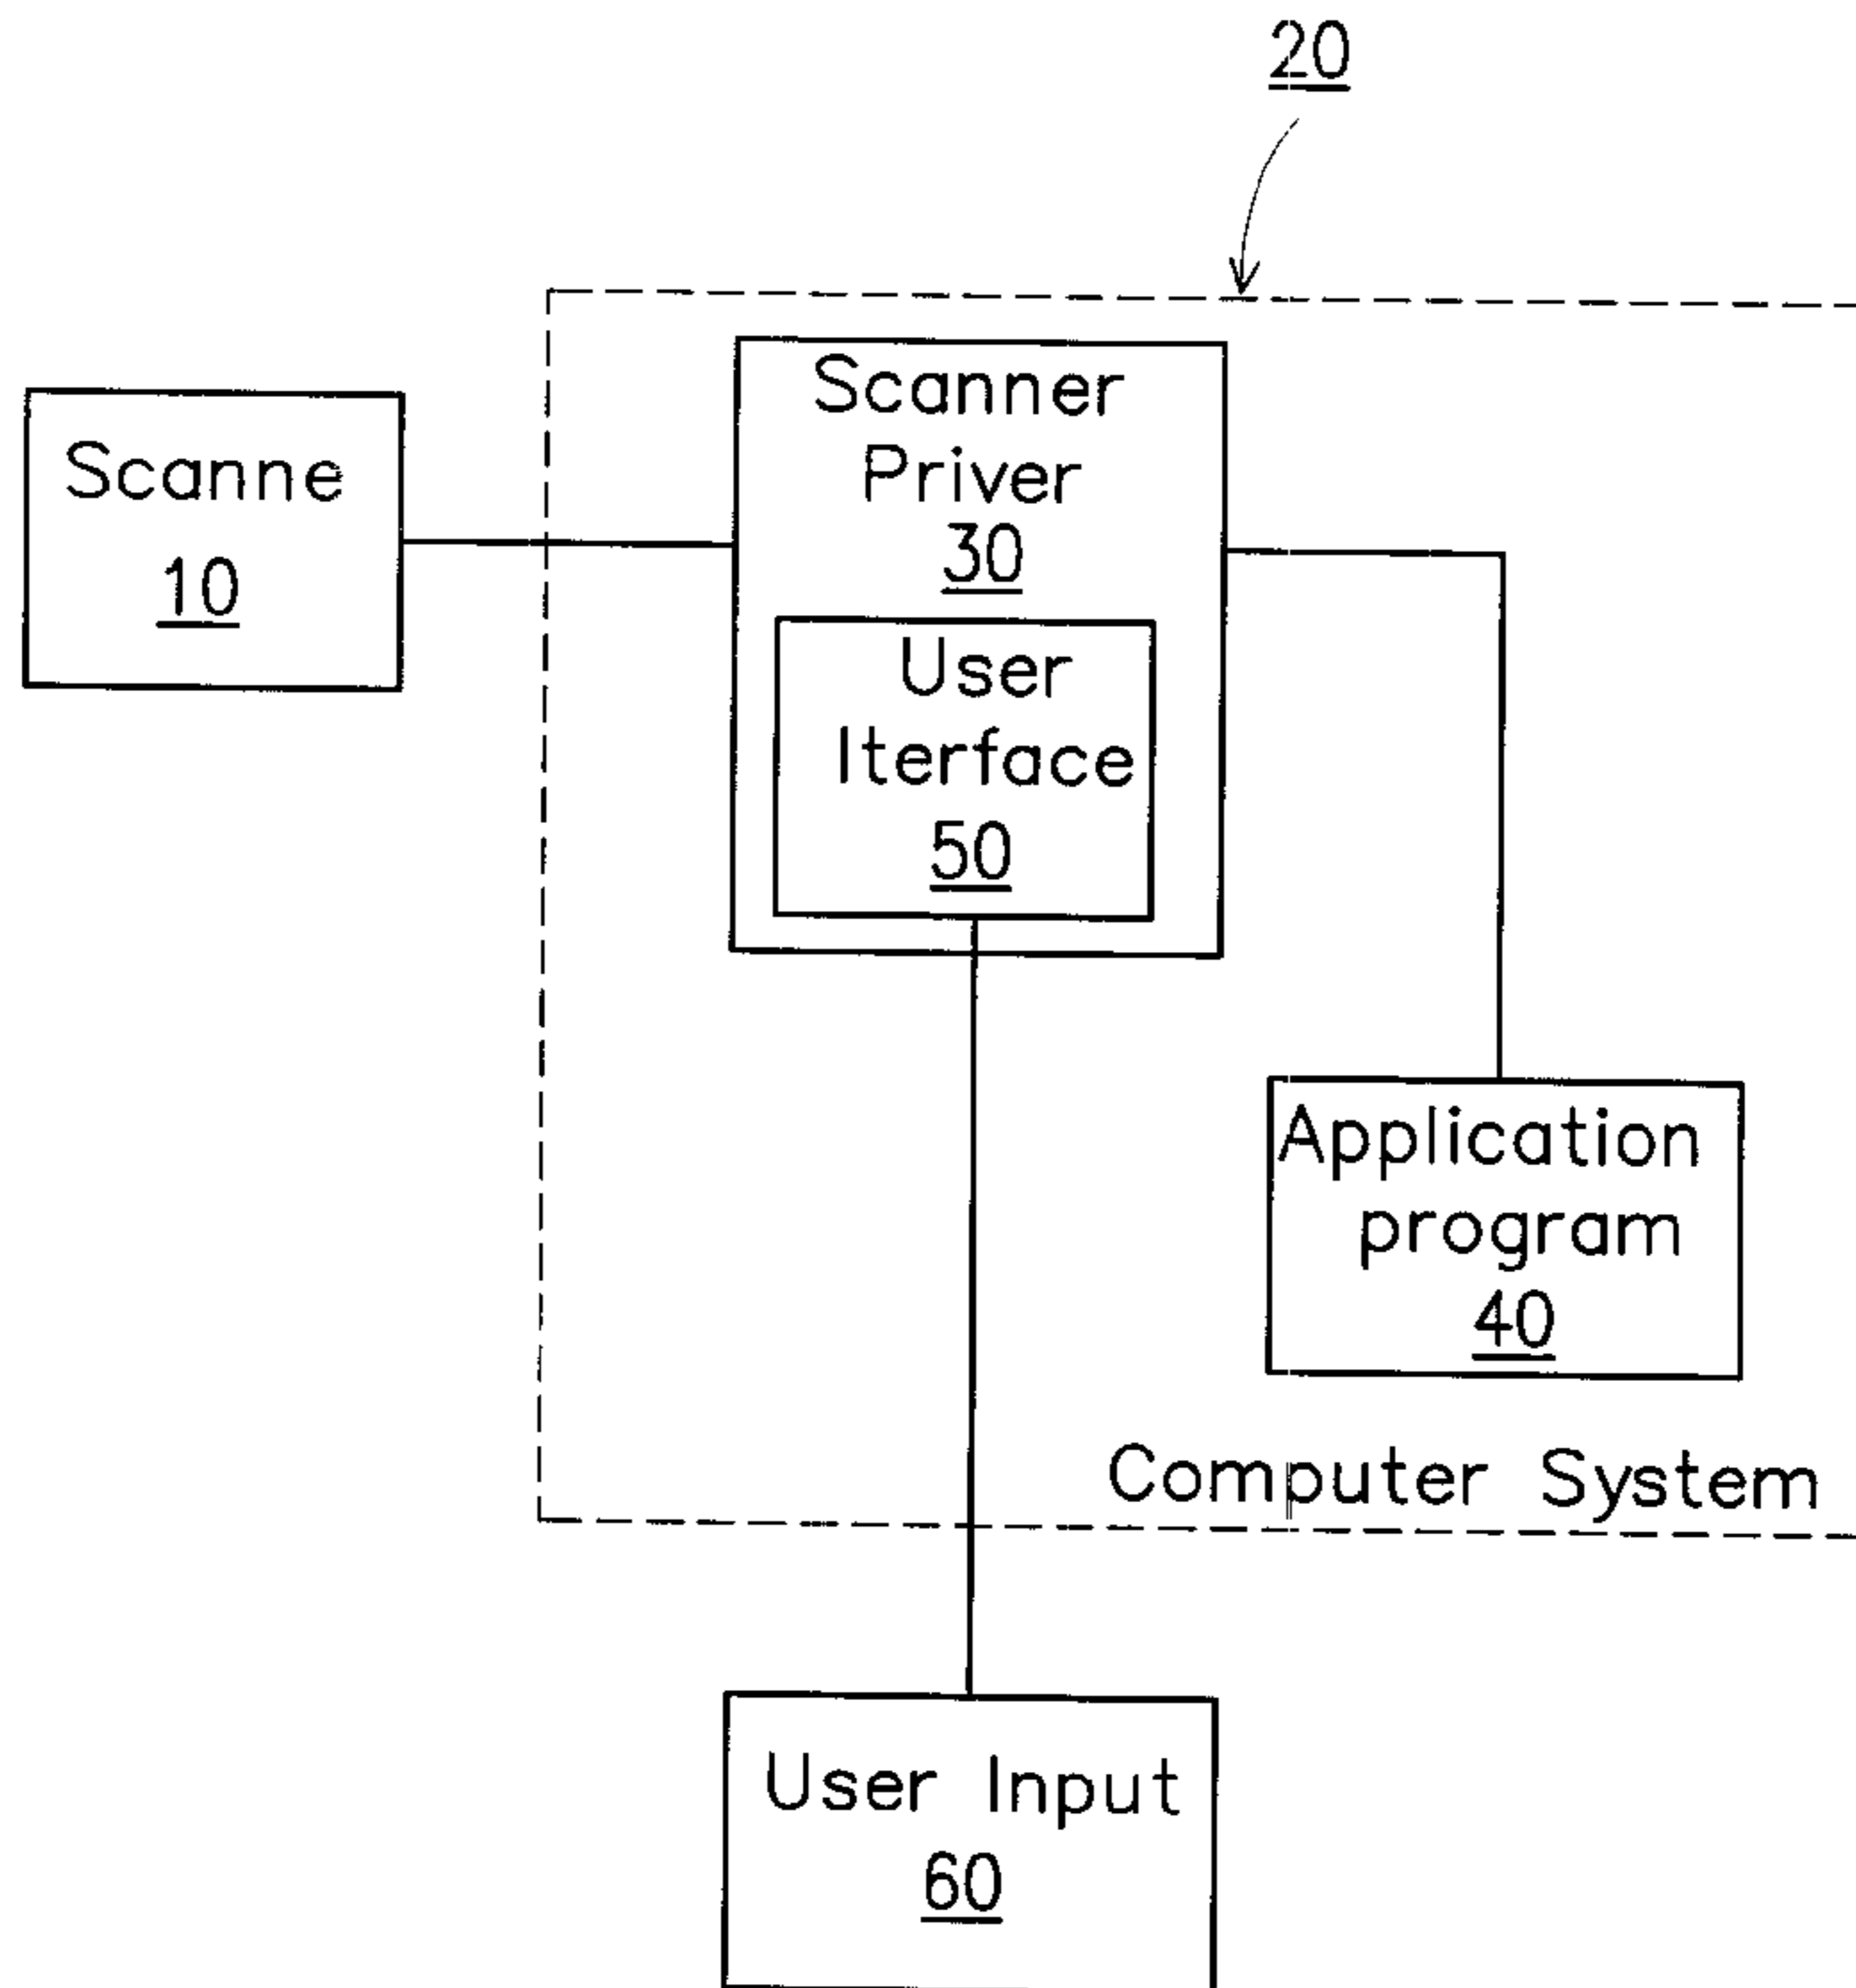 20
Scanne
10
Scanner
Priver
30
User
Iterface
50
Application
program
40
Computer System
User Input
60